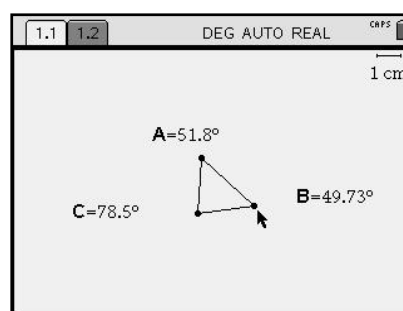 1.1 1.2 DEG AUTO REAL CAPS
1 cm
A=51.8°
B=49.73°
C=78.5°